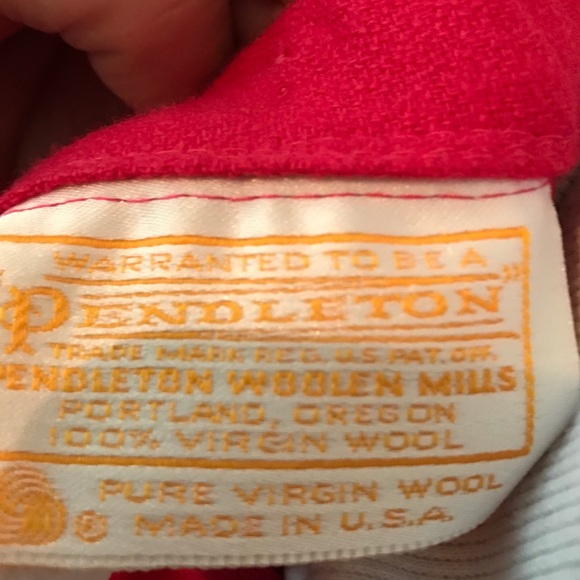 WARRANTED TO BE A
"PENDLETON"
TRADE MARK REG. U.S. PAT. OFF.
PENDLETON WOOLEN MILLS
PORTLAND, OREGON
100% VIRGIN WOOL
PURE VIRGIN WOOL
® MADE IN U.S.A.